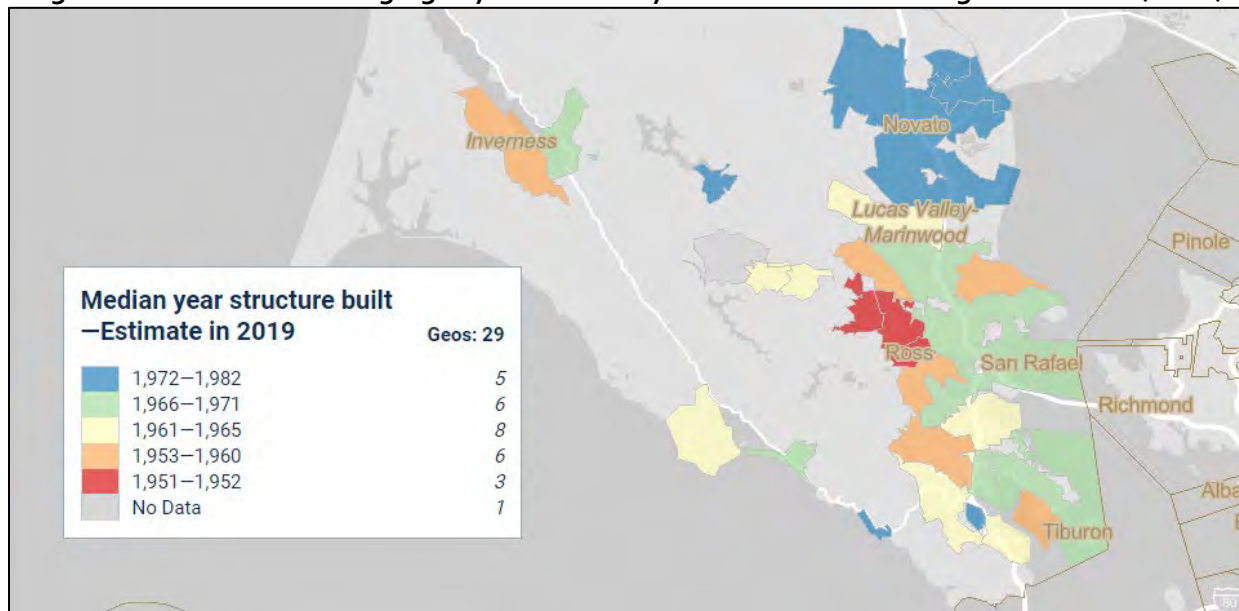 Inverness
Novato
Lucas Valley-
Marinwood
Pinole
Ross
San Rafael
Richmond
Alba
Tiburon
80
Median year structure built
—Estimate in 2019 Geos: 29
1,972—1,982 5
1,966—1,971 6
1,961—1,965 8
1,953—1,960 6
1,951—1,952 3
No Data 1